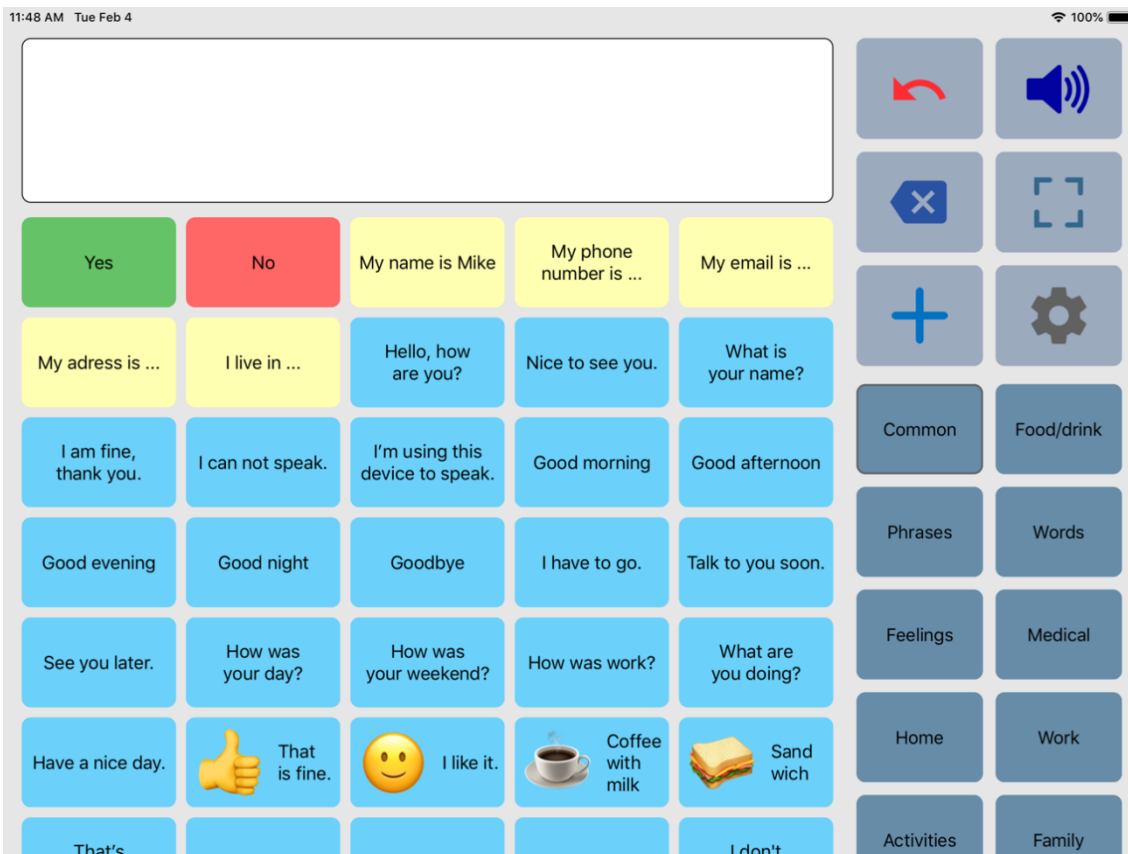 11:48 AM Tue Feb 4
100%
Yes
No
My name is Mike
My phone
number is ...
My email is ...
My adress is ...
I live in ...
Hello, how
are you?
Nice to see you.
What is
your name?
I am fine,
thank you.
I can not speak.
I'm using this
device to speak.
Good morning
Good afternoon
Good evening
Good night
Goodbye
I have to go.
Talk to you soon.
See you later.
How was
your day?
How was
your weekend?
How was work?
What are
you doing?
Have a nice day.
That
is fine.
I like it.
Coffee
with
milk
Sand
wich
That's
I don't
Common
Food/drink
Phrases
Words
Feelings
Medical
Home
Work
Activities
Family